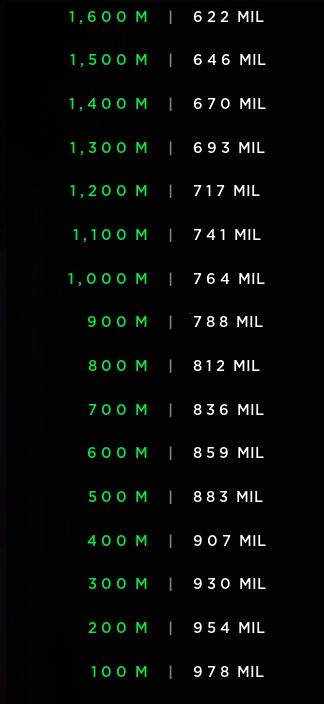 1,600 M | 622 MIL
1,500 M | 646 MIL
1,400 M | 670 MIL
1,300 M | 693 MIL
1,200 M | 717 MIL
1,100 M | 741 MIL
1,000 M | 764 MIL
900 M | 788 MIL
800 M | 812 MIL
700 M | 836 MIL
600 M | 859 MIL
500 M | 883 MIL
400 M | 907 MIL
300 M | 930 MIL
200 M | 954 MIL
100 M | 978 MIL